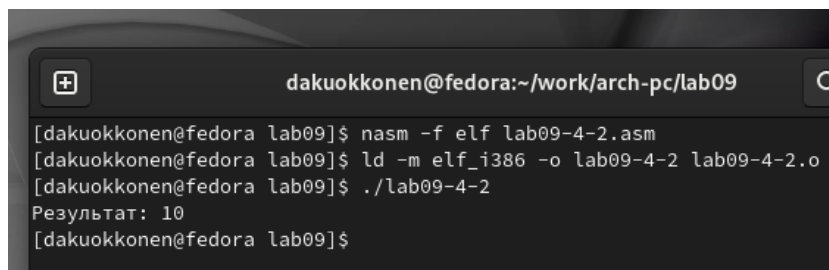 dakuokkonen@fedora:~/work/arch-pc/lab09
[dakuokkonen@fedora lab09]$ nasm -f elf lab09-4-2.asm
[dakuokkonen@fedora lab09]$ ld -m elf_i386 -o lab09-4-2 lab09-4-2.o
[dakuokkonen@fedora lab09]$ ./lab09-4-2
Результат: 10
[dakuokkonen@fedora lab09]$